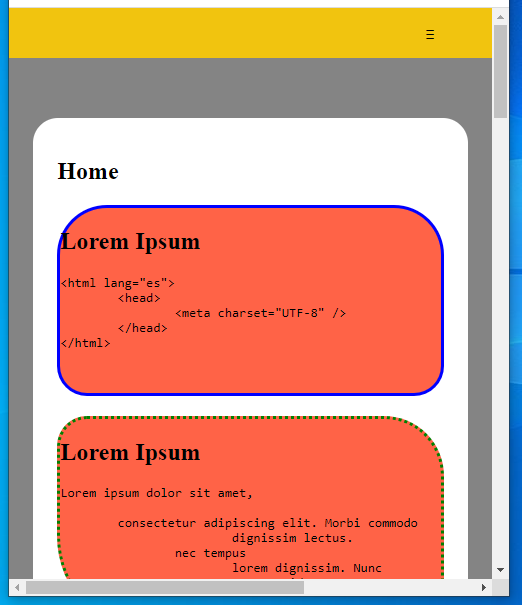 ☰
Home
Lorem Ipsum
<html lang="es">
<head>
<meta charset="UTF-8" />
</head>
</html>
Lorem Ipsum
Lorem ipsum dolor sit amet,
consectetur adipiscing elit. Morbi commodo
dignissim lectus.
nec tempus
lorem dignissim. Nunc